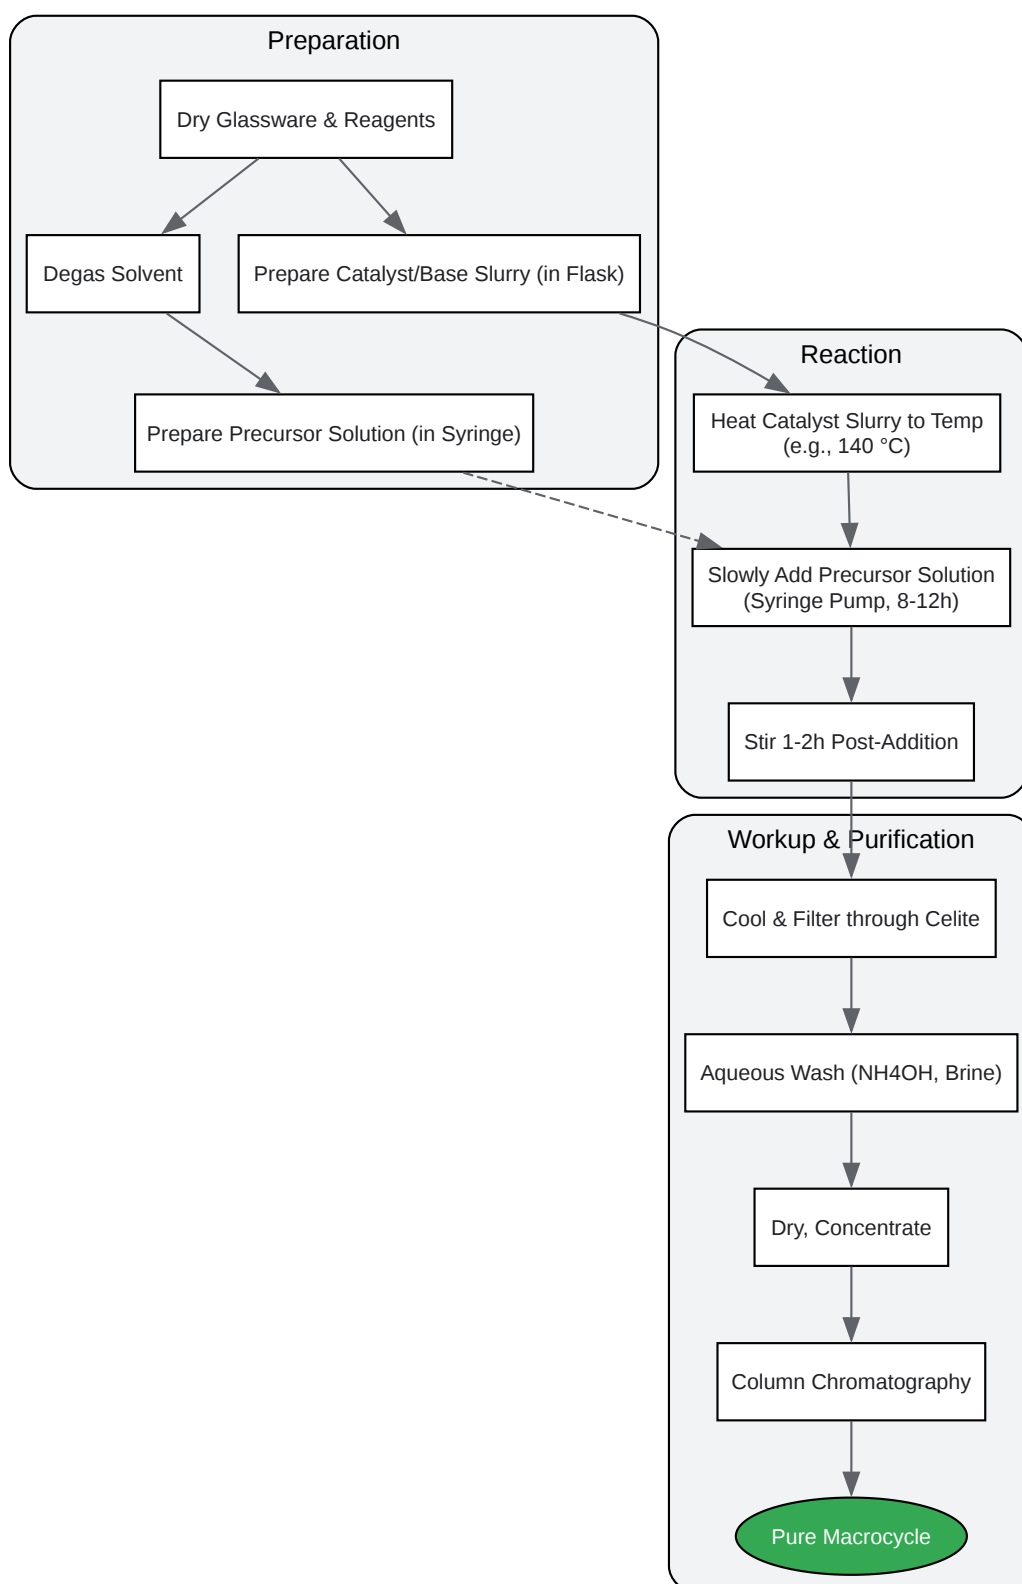 Preparation
Dry Glassware & Reagents
Degas Solvent
Prepare Catalyst/Base Slurry (in Flask)
Prepare Precursor Solution (in Syringe)
Reaction
Heat Catalyst Slurry to Temp
(e.g., 140 °C)
Slowly Add Precursor Solution
(Syringe Pump, 8-12h)
Stir 1-2h Post-Addition
Workup & Purification
Cool & Filter through Celite
Aqueous Wash (NH4OH, Brine)
Dry, Concentrate
Column Chromatography
Pure Macrocycle